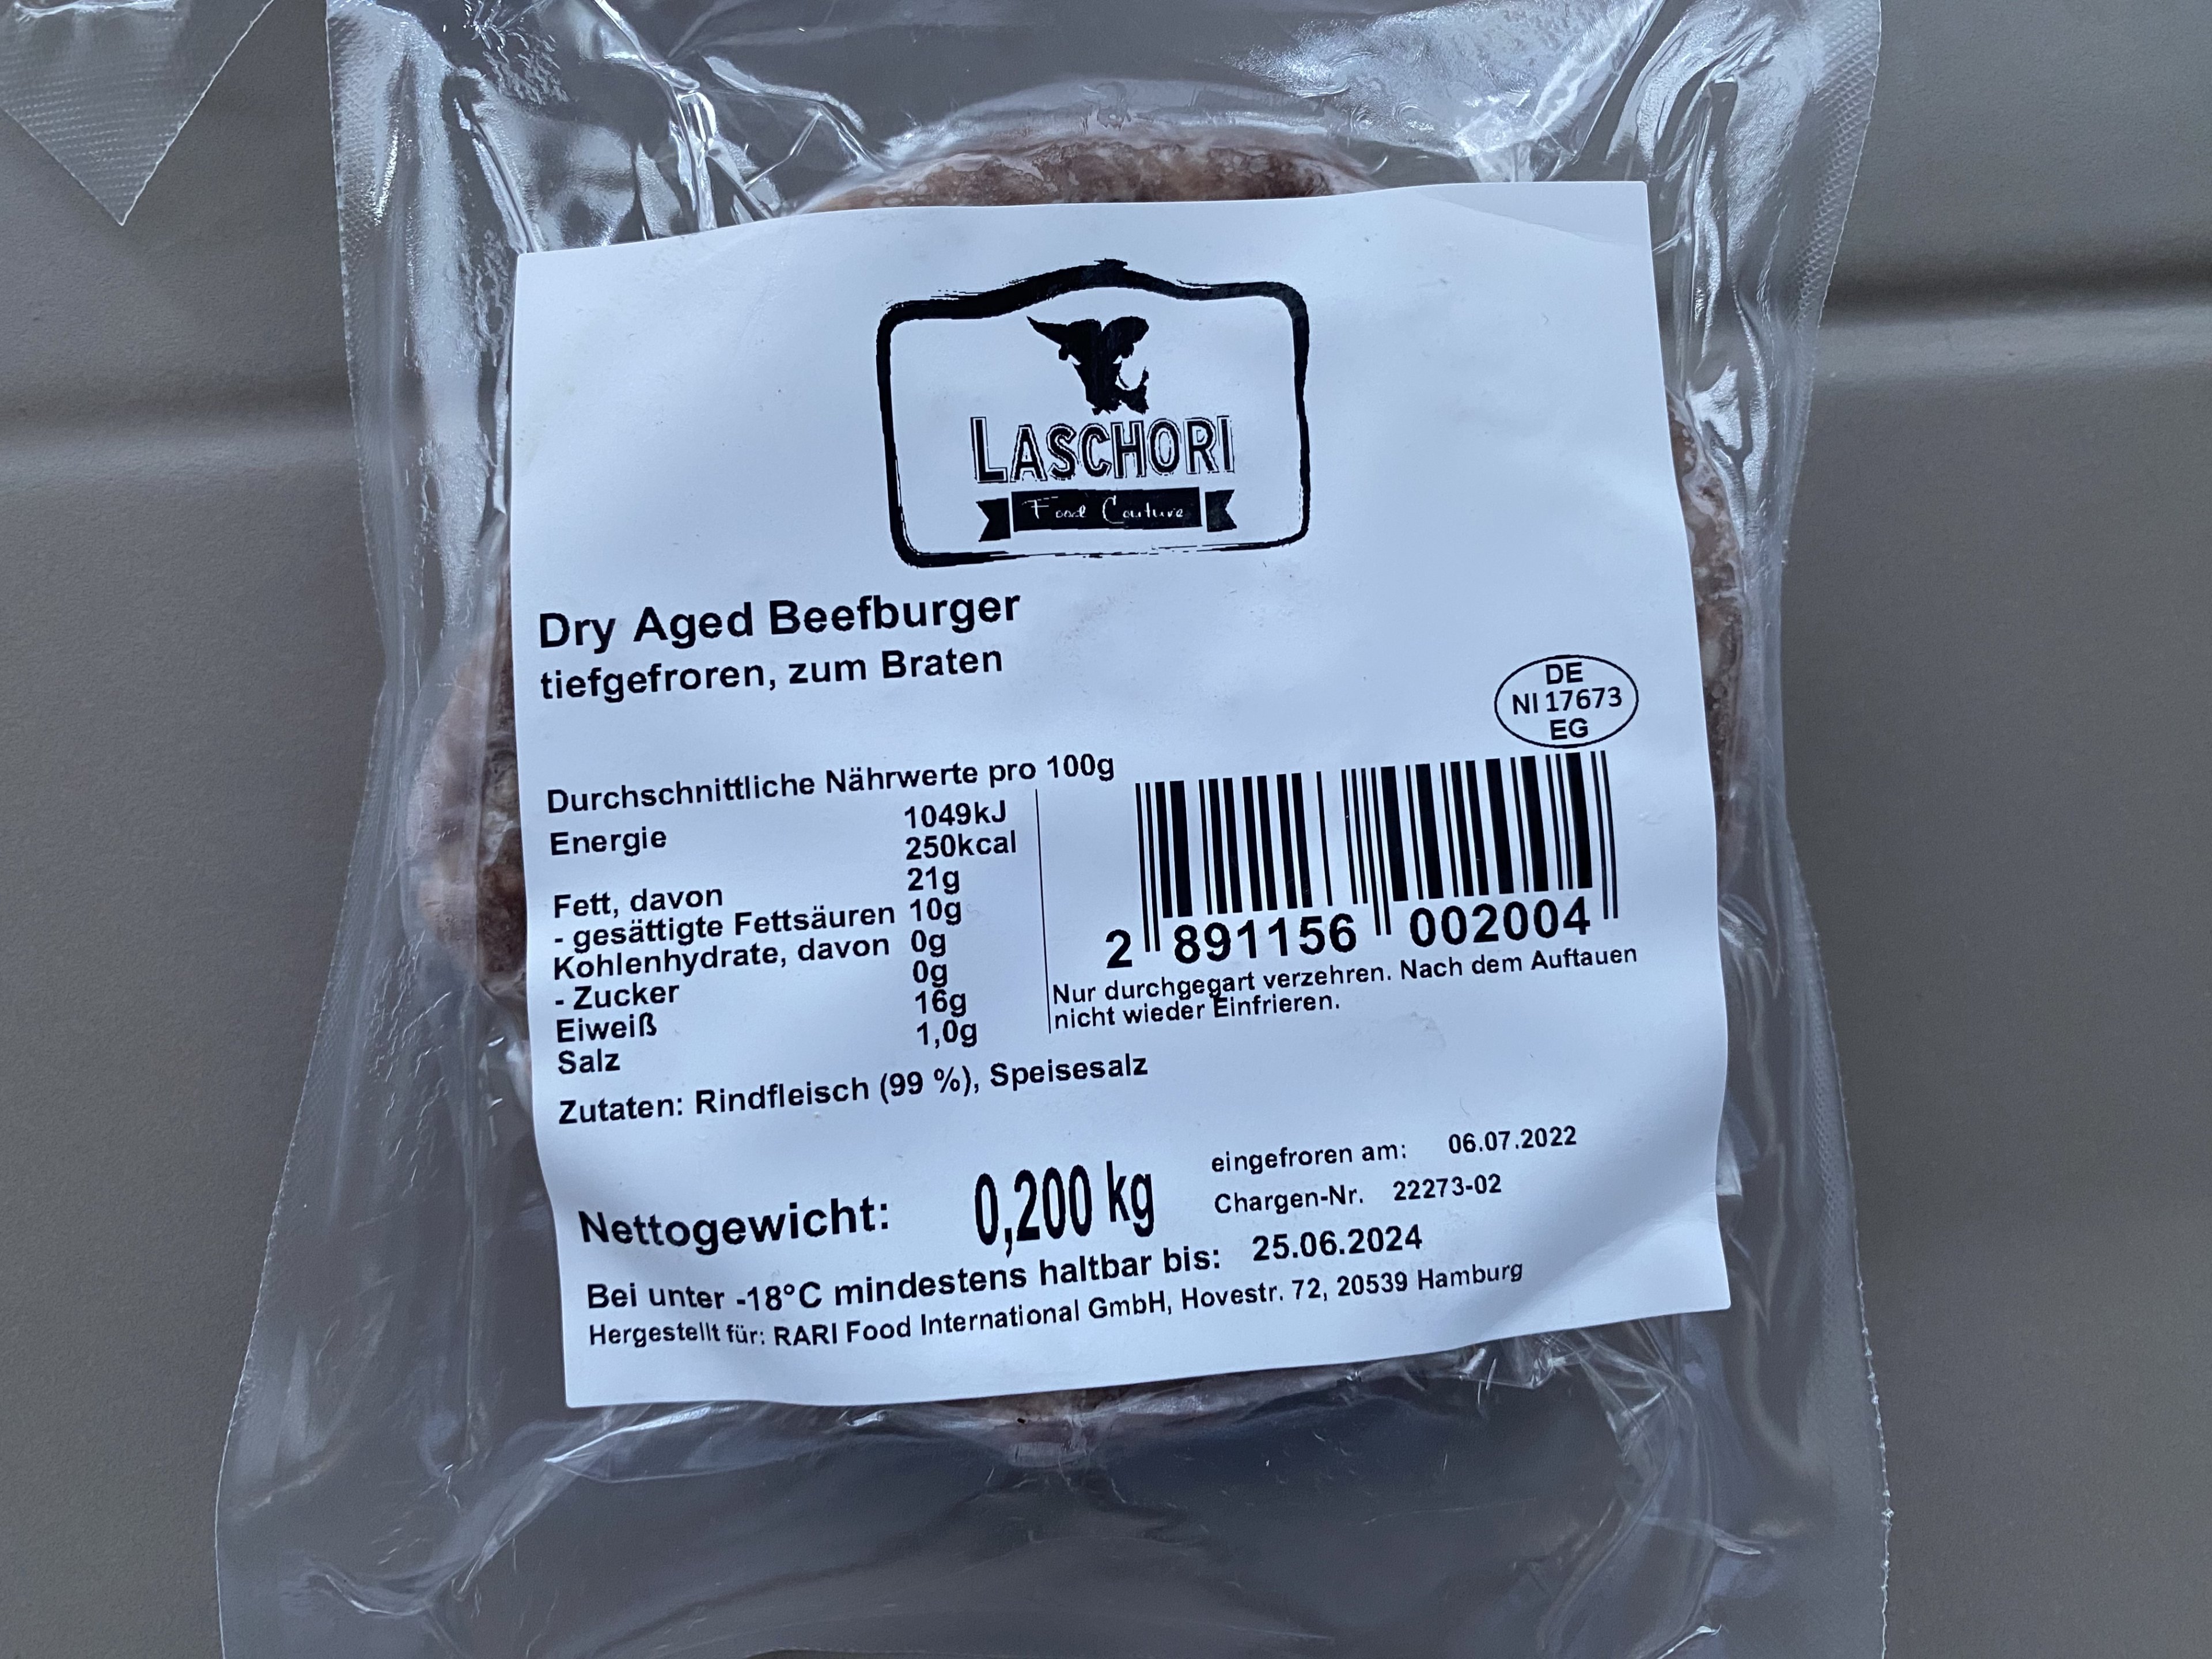 LASCHORI
Food Couture
Dry Aged Beefburger
tiefgefroren, zum Braten
DE
NI 17673
EG
Durchschnittliche Nährwerte pro 100g
Energie 1049kJ
250kcal
Fett, davon 21g
- gesättigte Fettsäuren 10g
Kohlenhydrate, davon 0g
- Zucker 0g
Eiweiß 16g
Salz 1,0g
2 891156 002004
Nur durchgegart verzehren. Nach dem Auftauen
nicht wieder Einfrieren.
Zutaten: Rindfleisch (99 %), Speisesalz
eingefroren am: 06.07.2022
Nettogewicht: 0,200 kg
Chargen-Nr. 22273-02
Bei unter -18°C mindestens haltbar bis: 25.06.2024
Hergestellt für: RARI Food International GmbH, Hovestr. 72, 20539 Hamburg